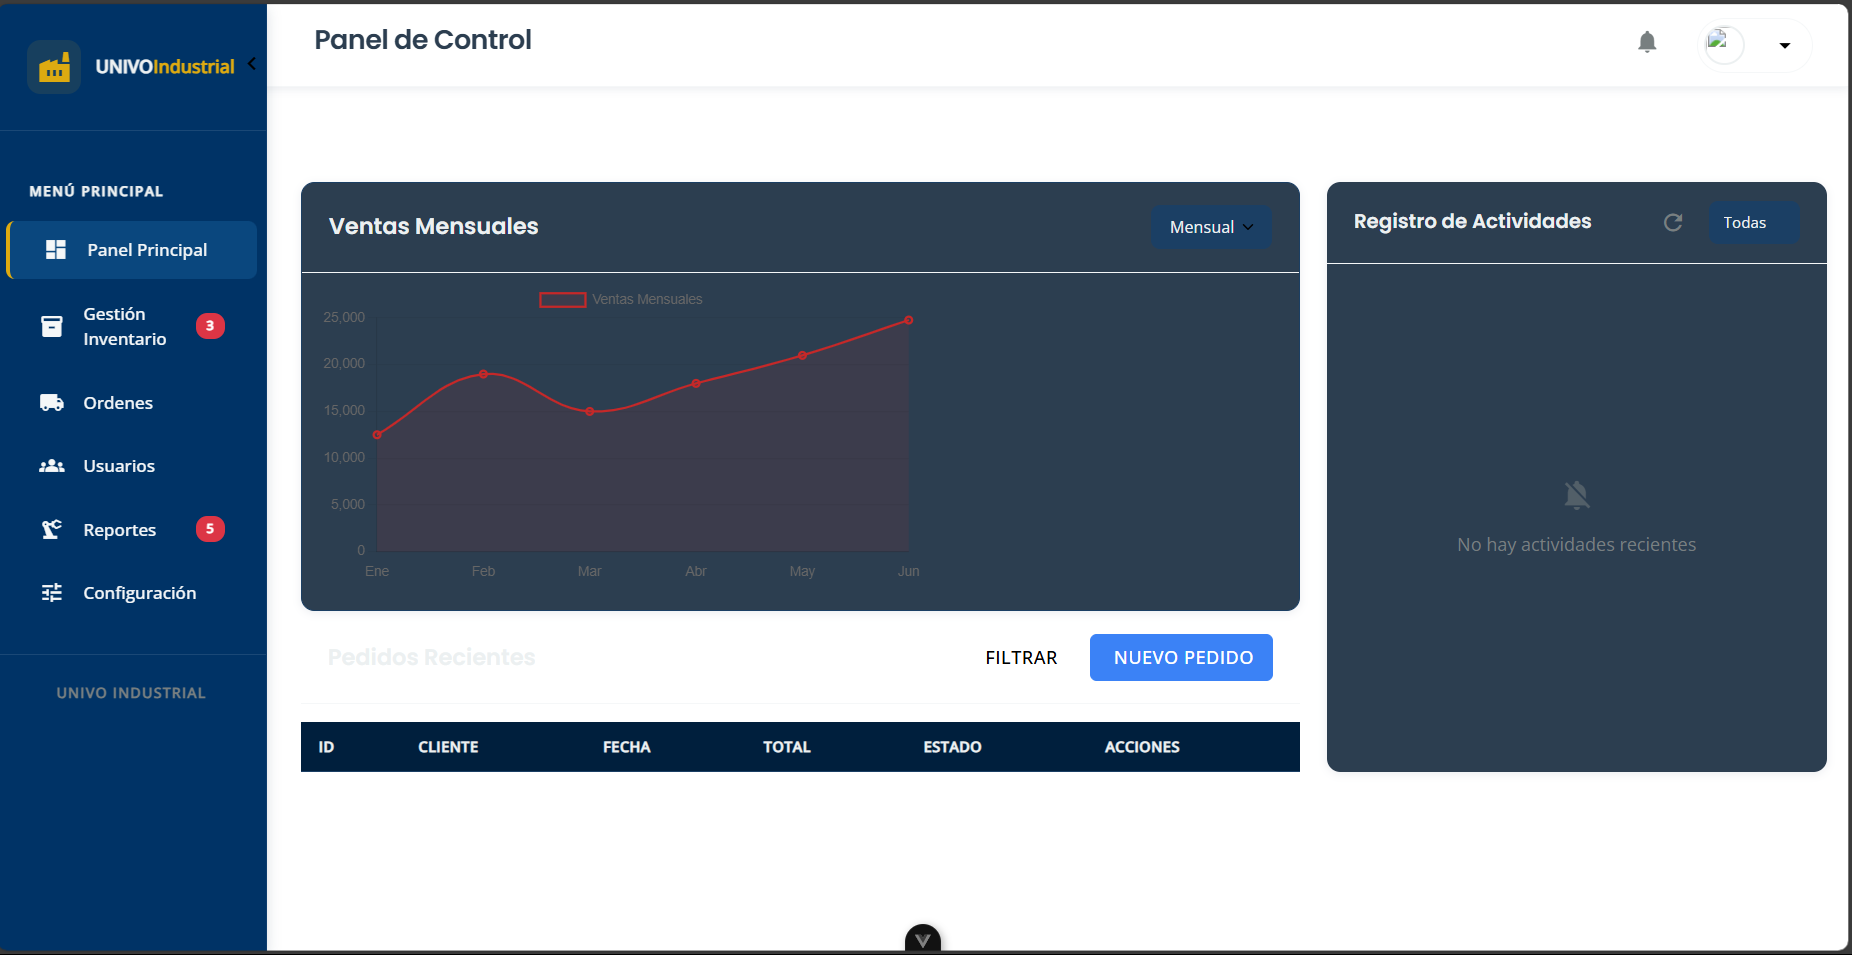 UNIVOIndustrial
Panel de Control
MENÚ PRINCIPAL
Panel Principal
Gestión
Inventario
3
Ordenes
Usuarios
Reportes
5
Configuración
UNIVO INDUSTRIAL
Ventas Mensuales
Mensual
Ventas Mensuales
25,000
20,000
15,000
10,000
5,000
0
Ene Feb Mar Abr May Jun
Registro de Actividades
Todas
No hay actividades recientes
Pedidos Recientes
FILTRAR
NUEVO PEDIDO
ID CLIENTE FECHA TOTAL ESTADO ACCIONES